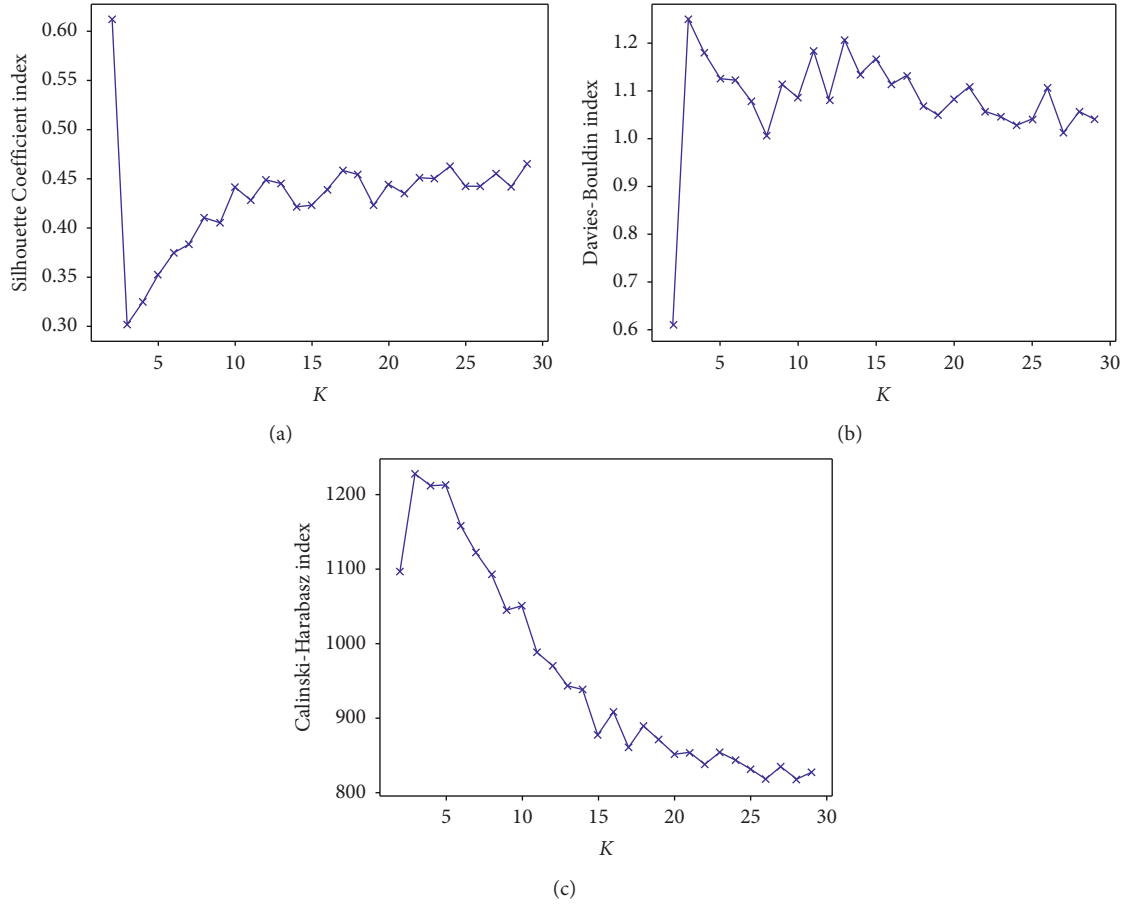 Silhouette Coefficient index
0.60
0.55
0.50
0.45
0.40
0.35
0.30
5 10 15 20 25 30
K
(a)
Davies-Bouldin index
1.2
1.1
1.0
0.9
0.8
0.7
0.6
5 10 15 20 25 30
K
(b)
Calinski-Harabasz index
1200
1100
1000
900
800
5 10 15 20 25 30
K
(c)